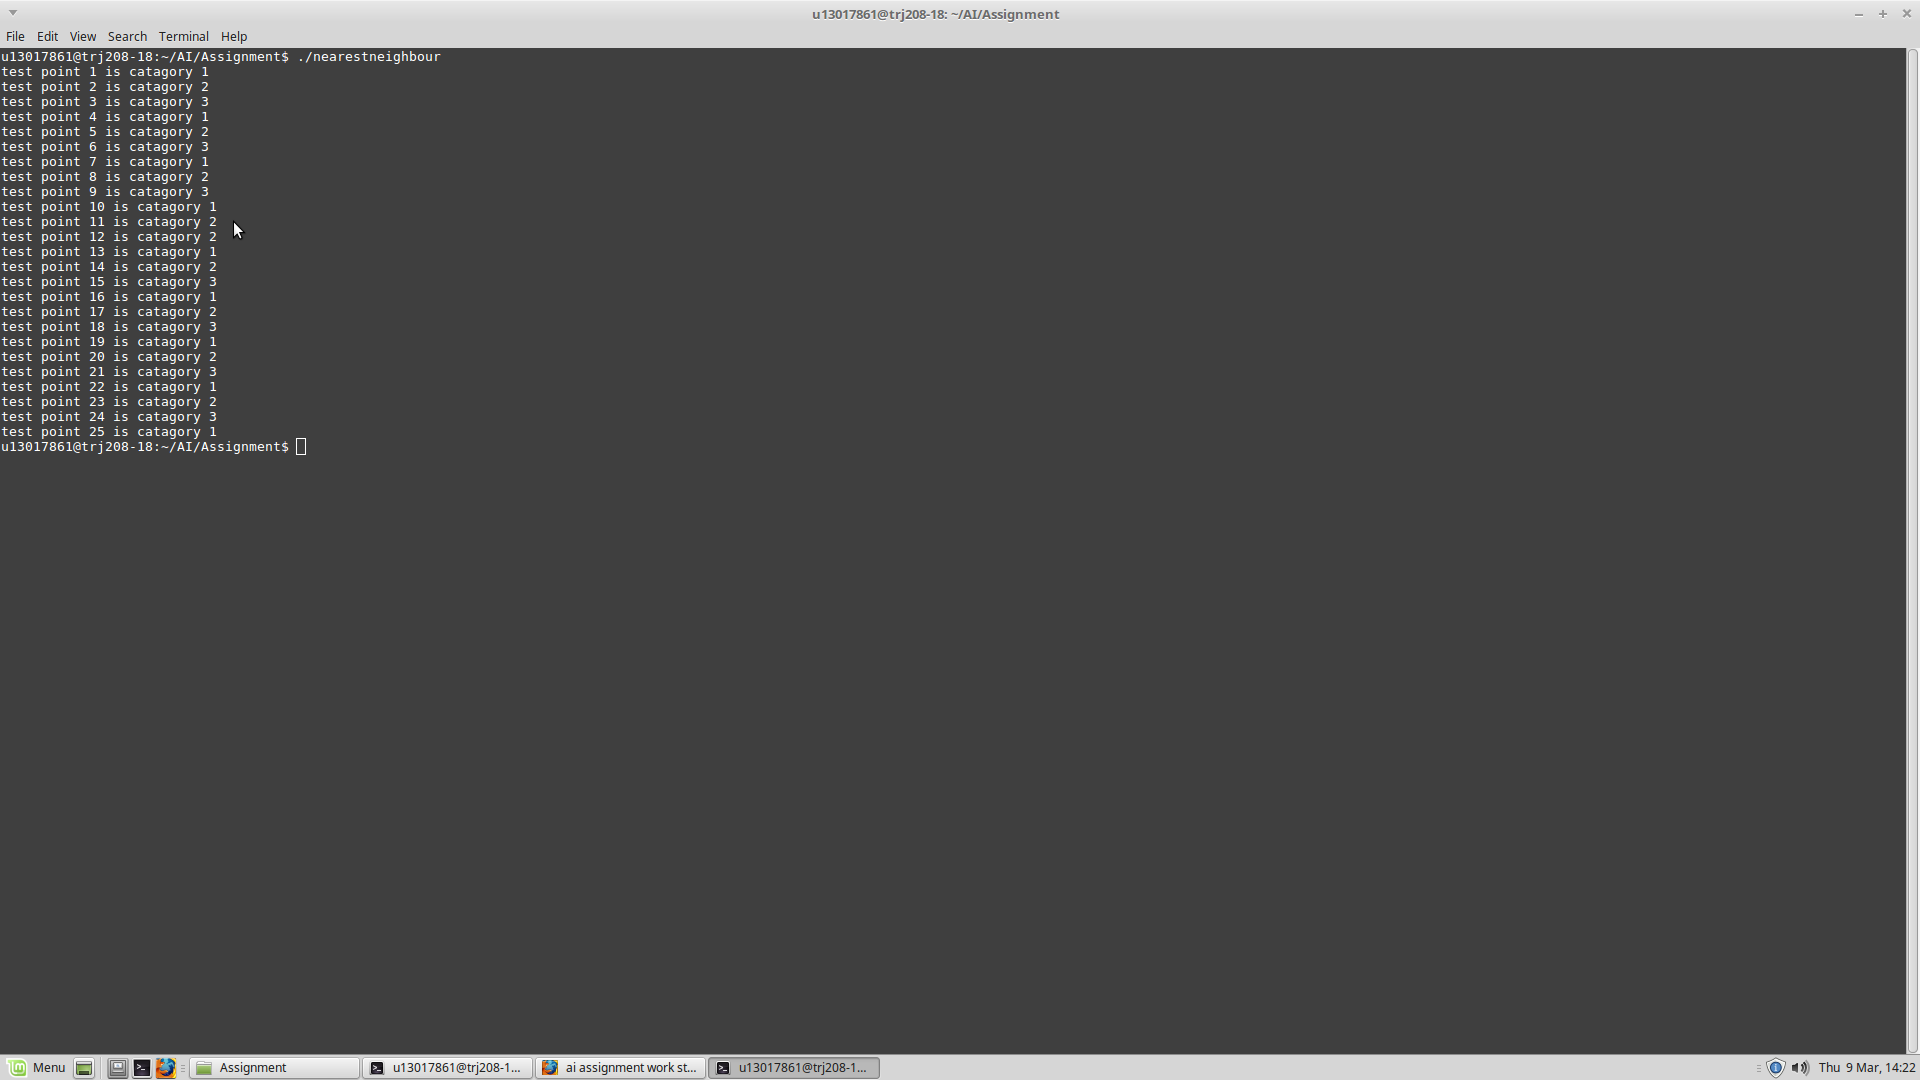 u13017861@trj208-18: ~/AI/Assignment
File Edit View Search Terminal Help
u13017861@trj208-18:~/AI/Assignment$ ./nearestneighbour
test point 1 is catagory 1
test point 2 is catagory 2
test point 3 is catagory 3
test point 4 is catagory 1
test point 5 is catagory 2
test point 6 is catagory 3
test point 7 is catagory 1
test point 8 is catagory 2
test point 9 is catagory 3
test point 10 is catagory 1
test point 11 is catagory 2
test point 12 is catagory 2
test point 13 is catagory 1
test point 14 is catagory 2
test point 15 is catagory 3
test point 16 is catagory 1
test point 17 is catagory 2
test point 18 is catagory 3
test point 19 is catagory 1
test point 20 is catagory 2
test point 21 is catagory 3
test point 22 is catagory 1
test point 23 is catagory 2
test point 24 is catagory 3
test point 25 is catagory 1
u13017861@trj208-18:~/AI/Assignment$
Menu Assignment u13017861@trj208-1... ai assignment work st... u13017861@trj208-1... Thu 9 Mar, 14:22